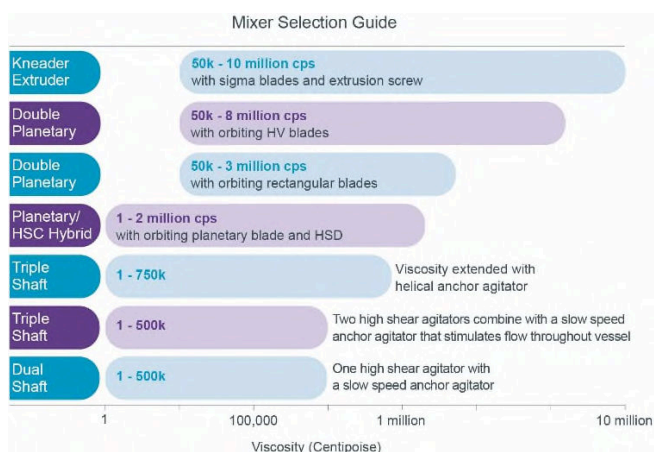 Mixer Selection Guide
Kneader
Extruder
50k - 10 million cps
with sigma blades and extrusion screw
Double
Planetary
50k - 8 million cps
with orbiting HV blades
Double
Planetary
50k - 3 million cps
with orbiting rectangular blades
Planetary/
HSC Hybrid
1 - 2 million cps
with orbiting planetary blade and HSD
Triple
Shaft
1 - 750k
Viscosity extended with
helical anchor agitator
Triple
Shaft
1 - 500k
Two high shear agitators combine with a slow speed
anchor agitator that stimulates flow throughout vessel
Dual
Shaft
1 - 500k
One high shear agitator with
a slow speed anchor agitator
1 100,000 1 million 10 million
Viscosity (Centipoise)